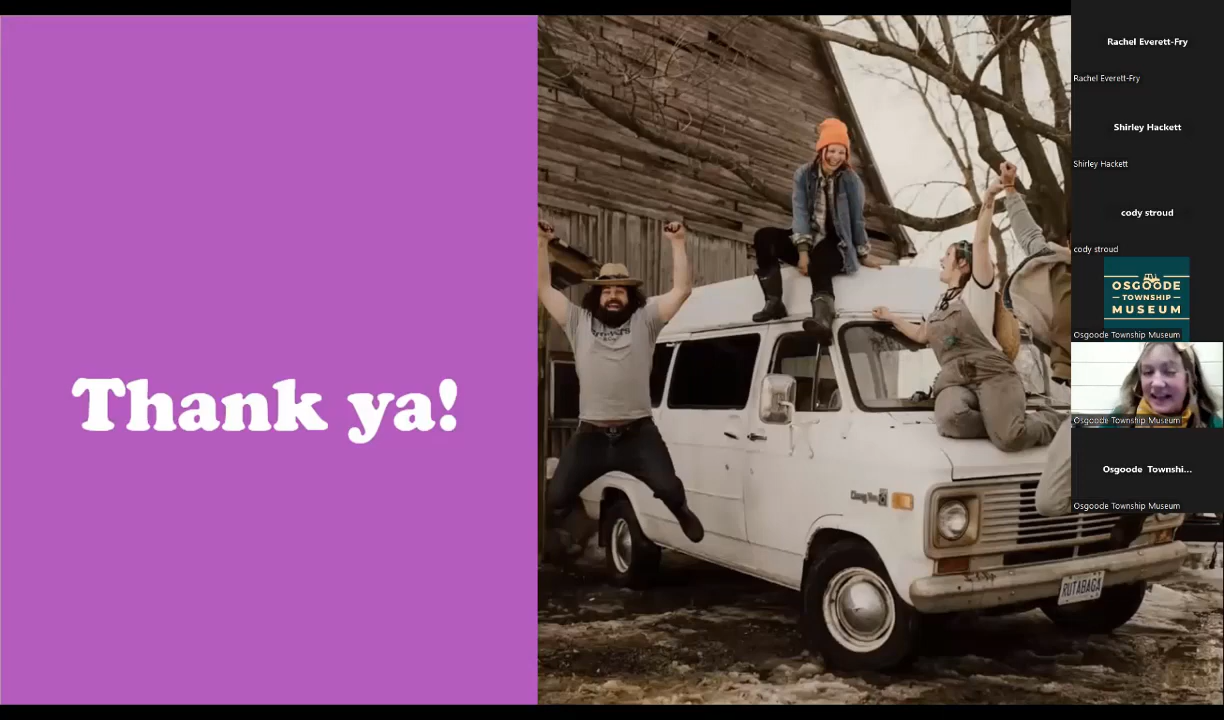 Thank ya!
RUTABAGA
Rachel Everett-Fry
Rachel Everett-Fry
Shirley Hackett
Shirley Hackett
cody stroud
cody stroud
OSGOODE
TOWNSHIP
MUSEUM
Osgoode Township Museum
Osgoode Township Museum
Osgoode Townshi...
Osgoode Township Museum